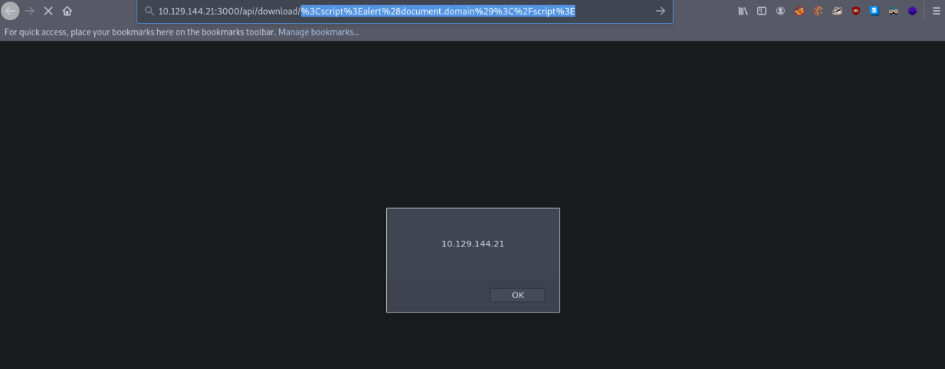 10.129.144.21:3000/api/download/%3Cscript%3Ealert%28document.domain%29%3C%2Fscript%3E
For quick access, place your bookmarks here on the bookmarks toolbar. Manage bookmarks...
10.129.144.21
OK